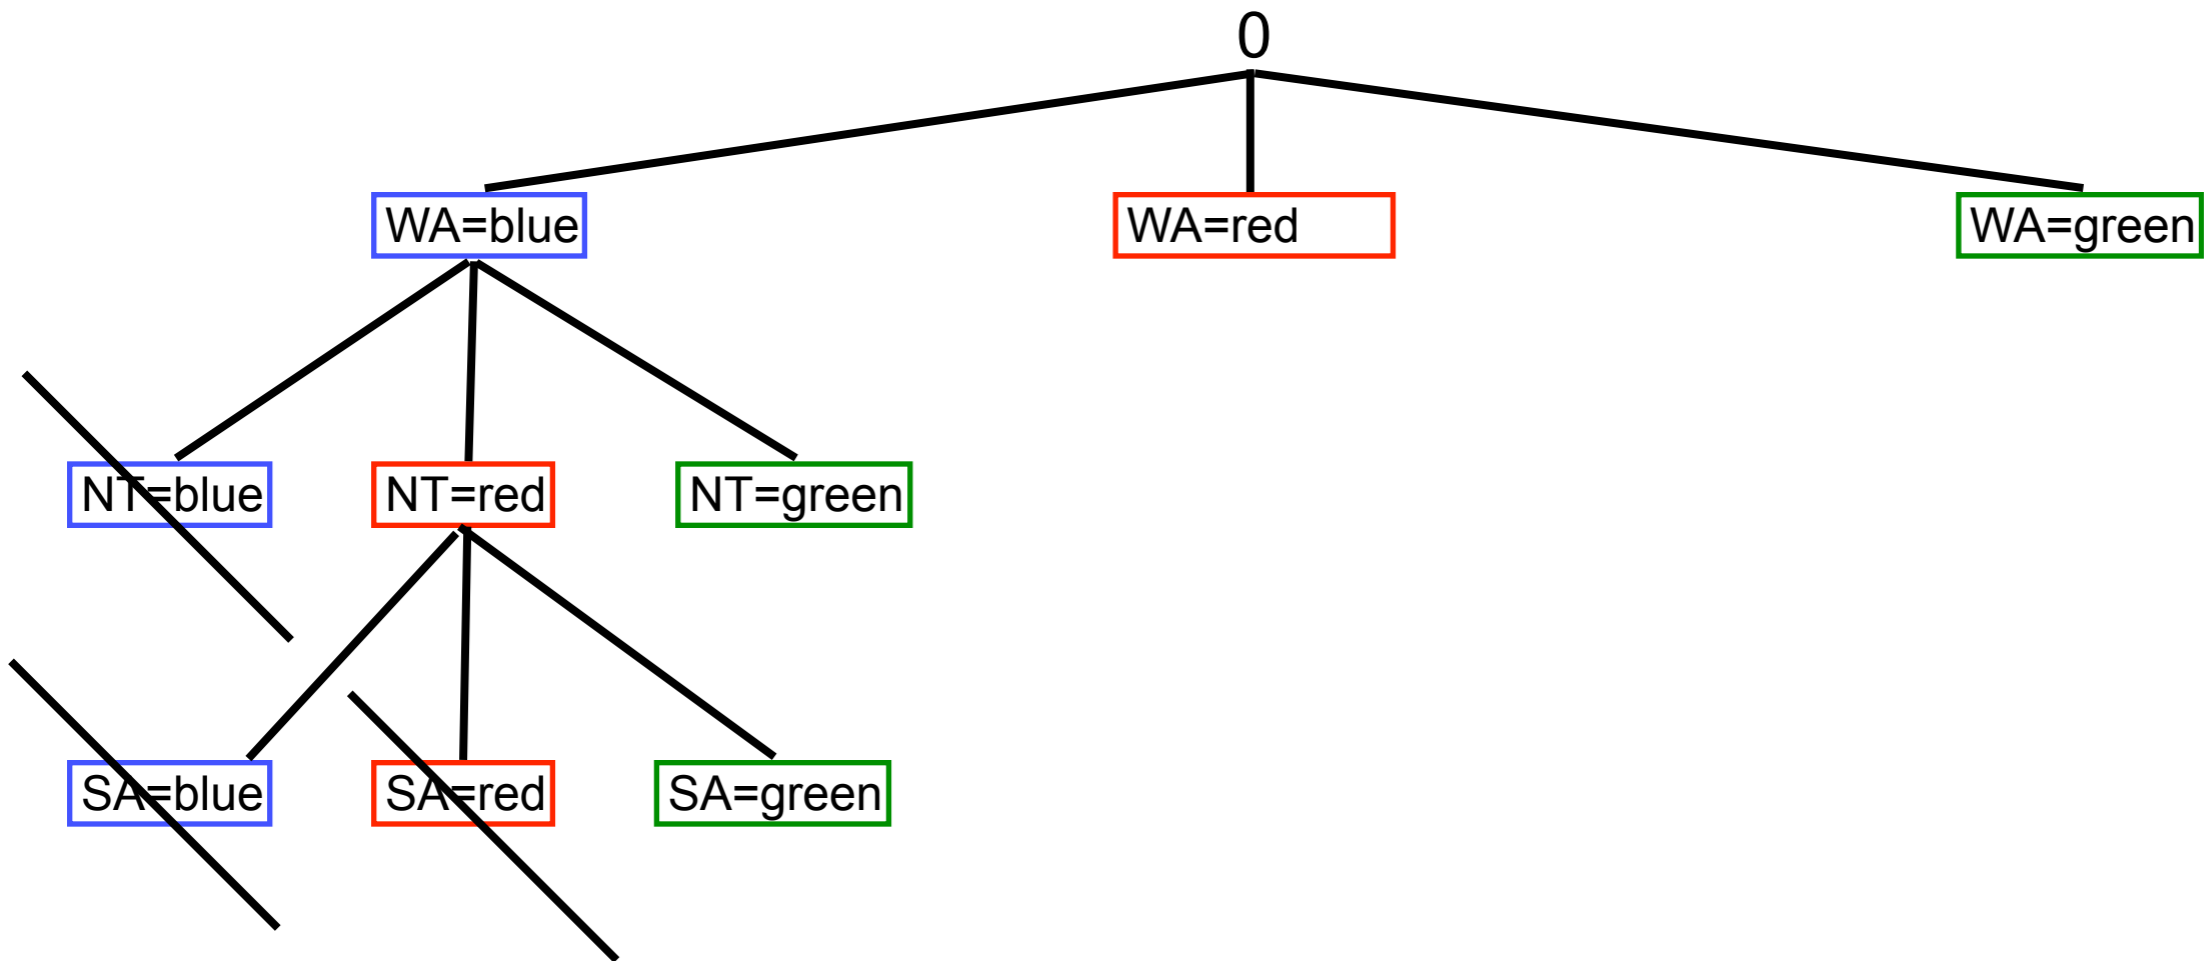 0
WA=blue
WA=red
WA=green
NT=blue
NT=red
NT=green
SA=blue
SA=red
SA=green